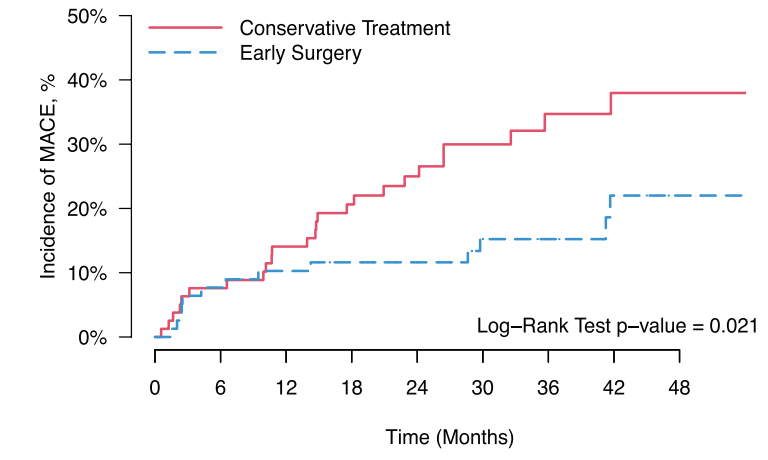 50%
Conservative Treatment
Early Surgery
40%
30%
20%
10%
0%
Incidence of MACE, %
Log–Rank Test p–value = 0.021
0 6 12 18 24 30 36 42 48
Time (Months)